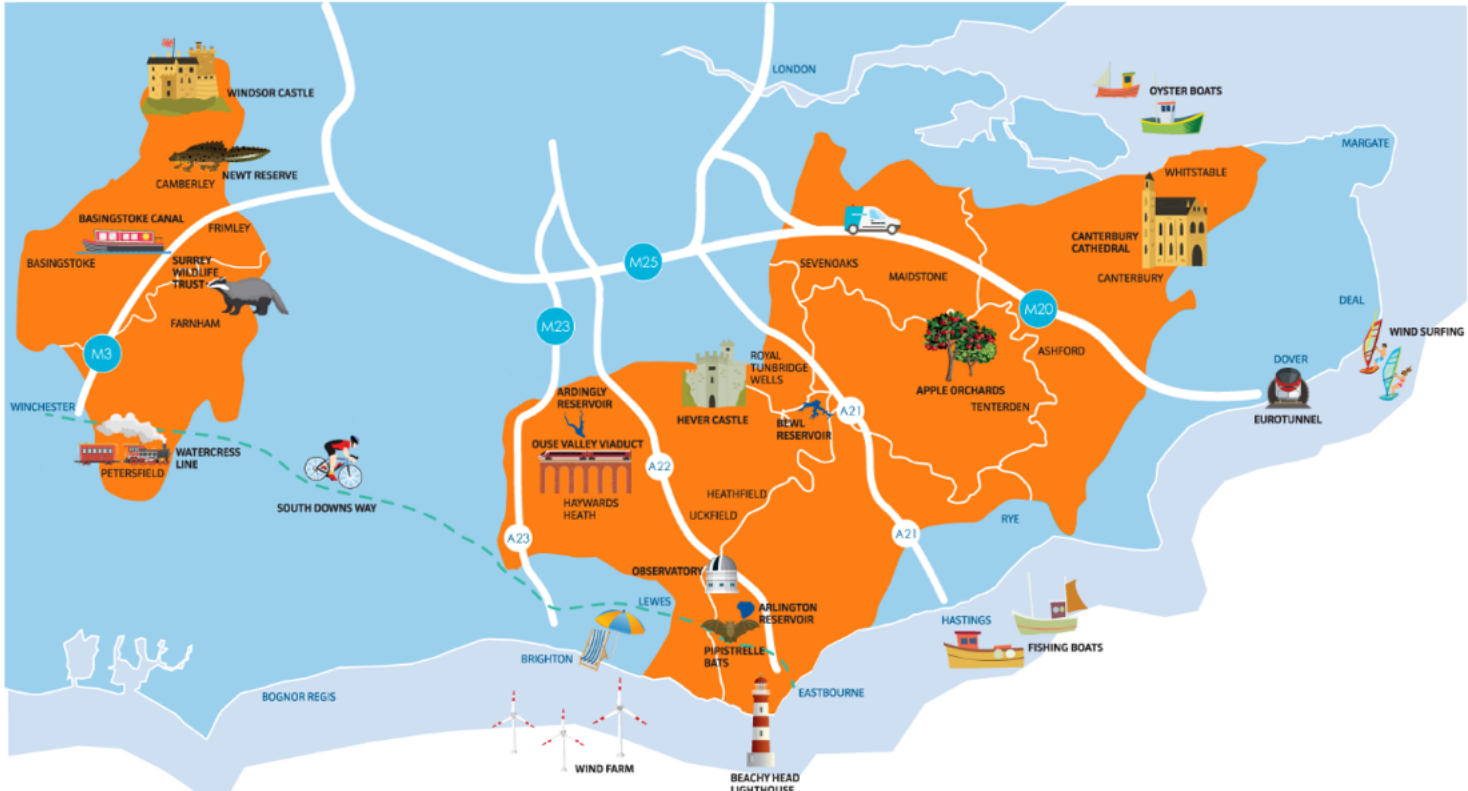 LONDON
OYSTER BOATS
WINDSOR CASTLE
MARGATE
WHITSTABLE
NEWT RESERVE
CAMBERLEY
BASINGSTOKE CANAL
FRIMLEY
CANTERBURY
CATHEDRAL
BASINGSTOKE
SURREY
WILDLIFE
TRUST
M25
SEVENOAKS
MAIDSTONE
CANTERBURY
M20
DEAL
FARNHAM
M23
WIND SURFING
M3
ROYAL
TUNBRIDGE
WELLS
ASHFORD
DOVER
EUROTUNNEL
ARDINGLY
RESERVOIR
APPLE ORCHARDS
TENTERDEN
WINCHESTER
HEVER CASTLE
BEWL
RESERVOIR
A21
OUSE VALLEY VIADUCT
WATERCRESS
LINE
PETERSFIELD
A22
SOUTH DOWNS WAY
HAYWARDS
HEATH
HEATHFIELD
UCKFIELD
RYE
A23
A21
OBSERVATORY
LEWES
ARLINGTON
RESERVOIR
HASTINGS
FISHING BOATS
BRIGHTON
PIPISTRELLE
BATS
BOGNOR REGIS
EASTBOURNE
WIND FARM
BEACHY HEAD
LIGHTHOUSE